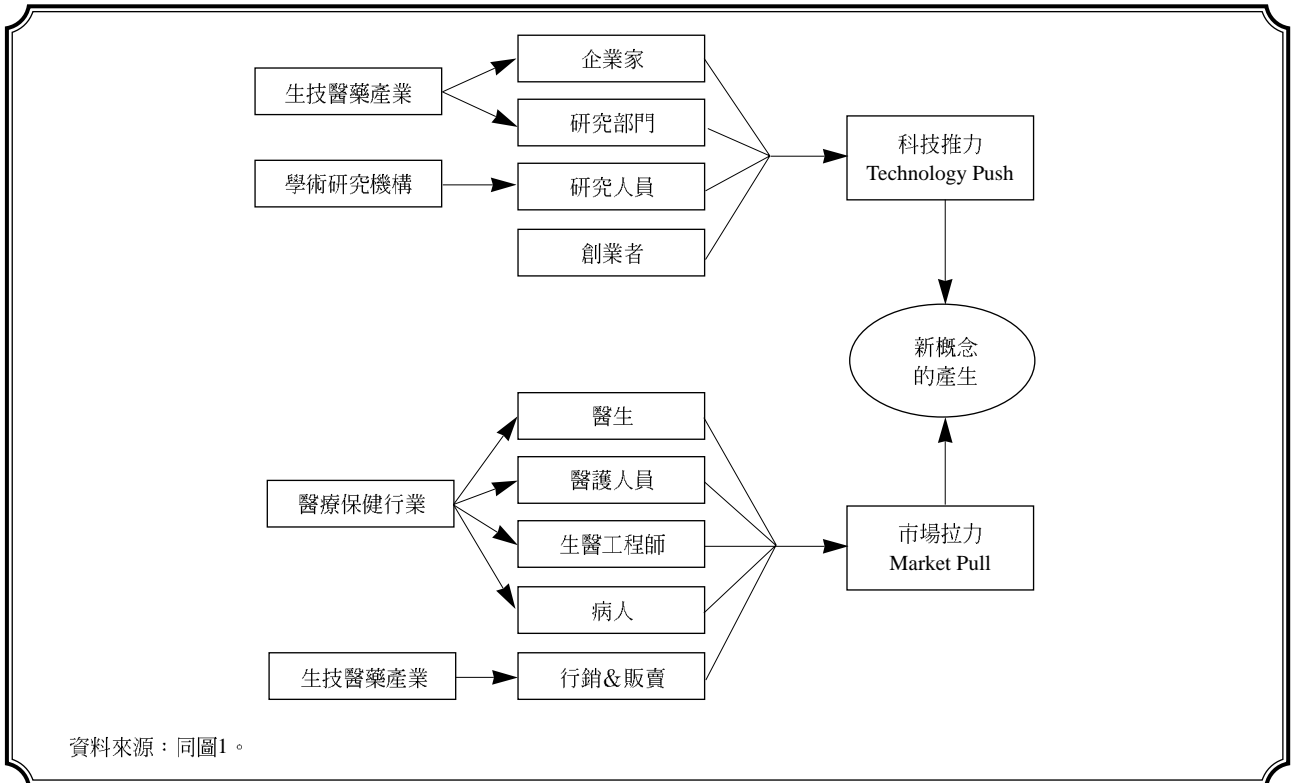 企業家
生技醫藥產業
研究部門
科技推力
Technology Push
學術研究機構
研究人員
創業者
新概念
的產生
醫生
醫護人員
醫療保健行業
生醫工程師
市場拉力
Market Pull
病人
生技醫藥產業
行銷&販賣
資料來源：同圖1。